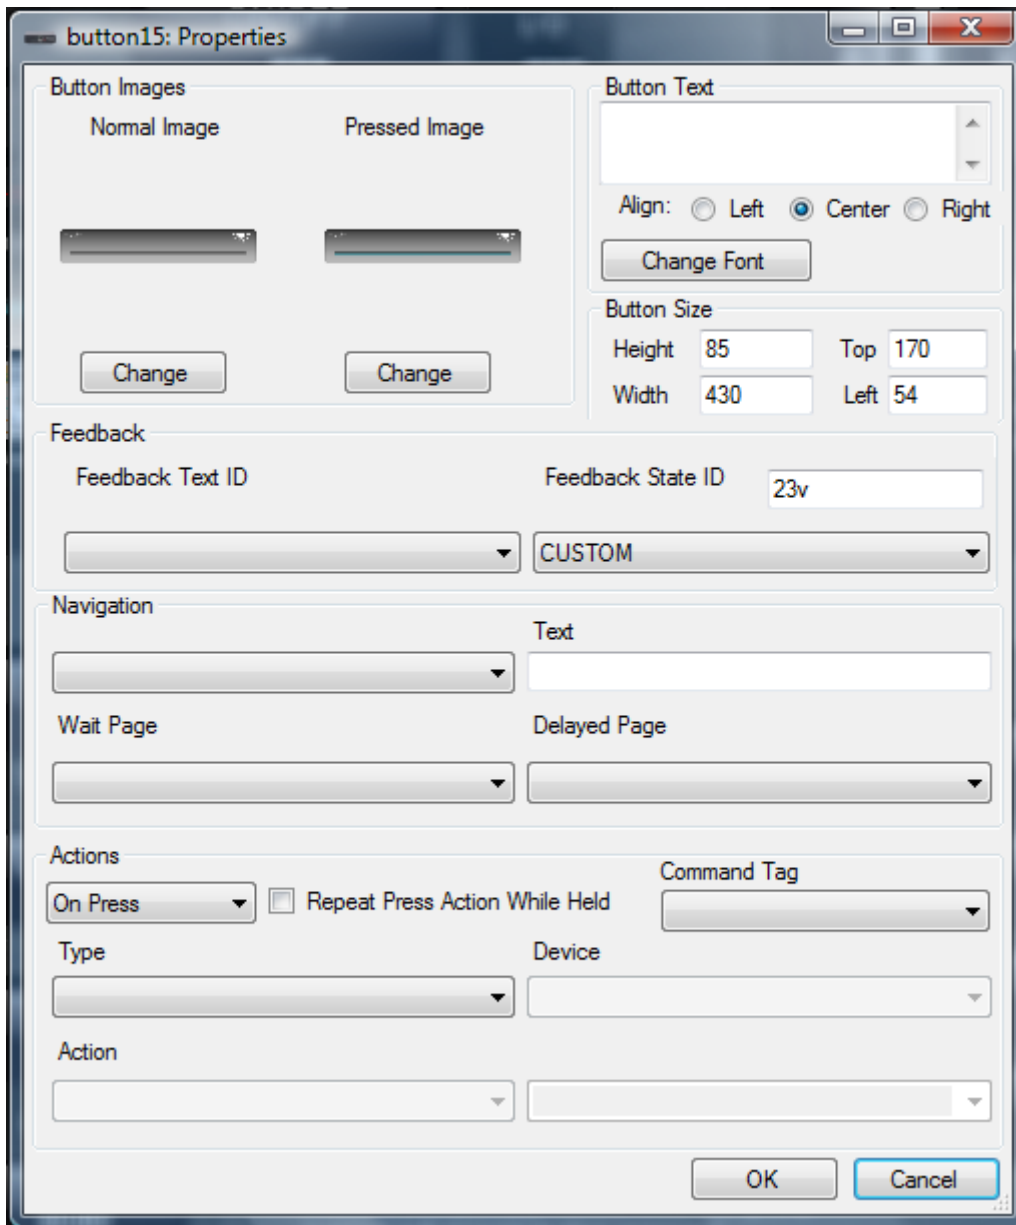 button15: Properties
Button Images
Normal Image Pressed Image
Change Change
Button Text
Align: Left Center Right
Change Font
Button Size
Height 85 Top 170
Width 430 Left 54
Feedback
Feedback Text ID Feedback State ID 23v
CUSTOM
Navigation
Text
Wait Page Delayed Page
Actions
Command Tag
On Press Repeat Press Action While Held
Type Device
Action
OK Cancel